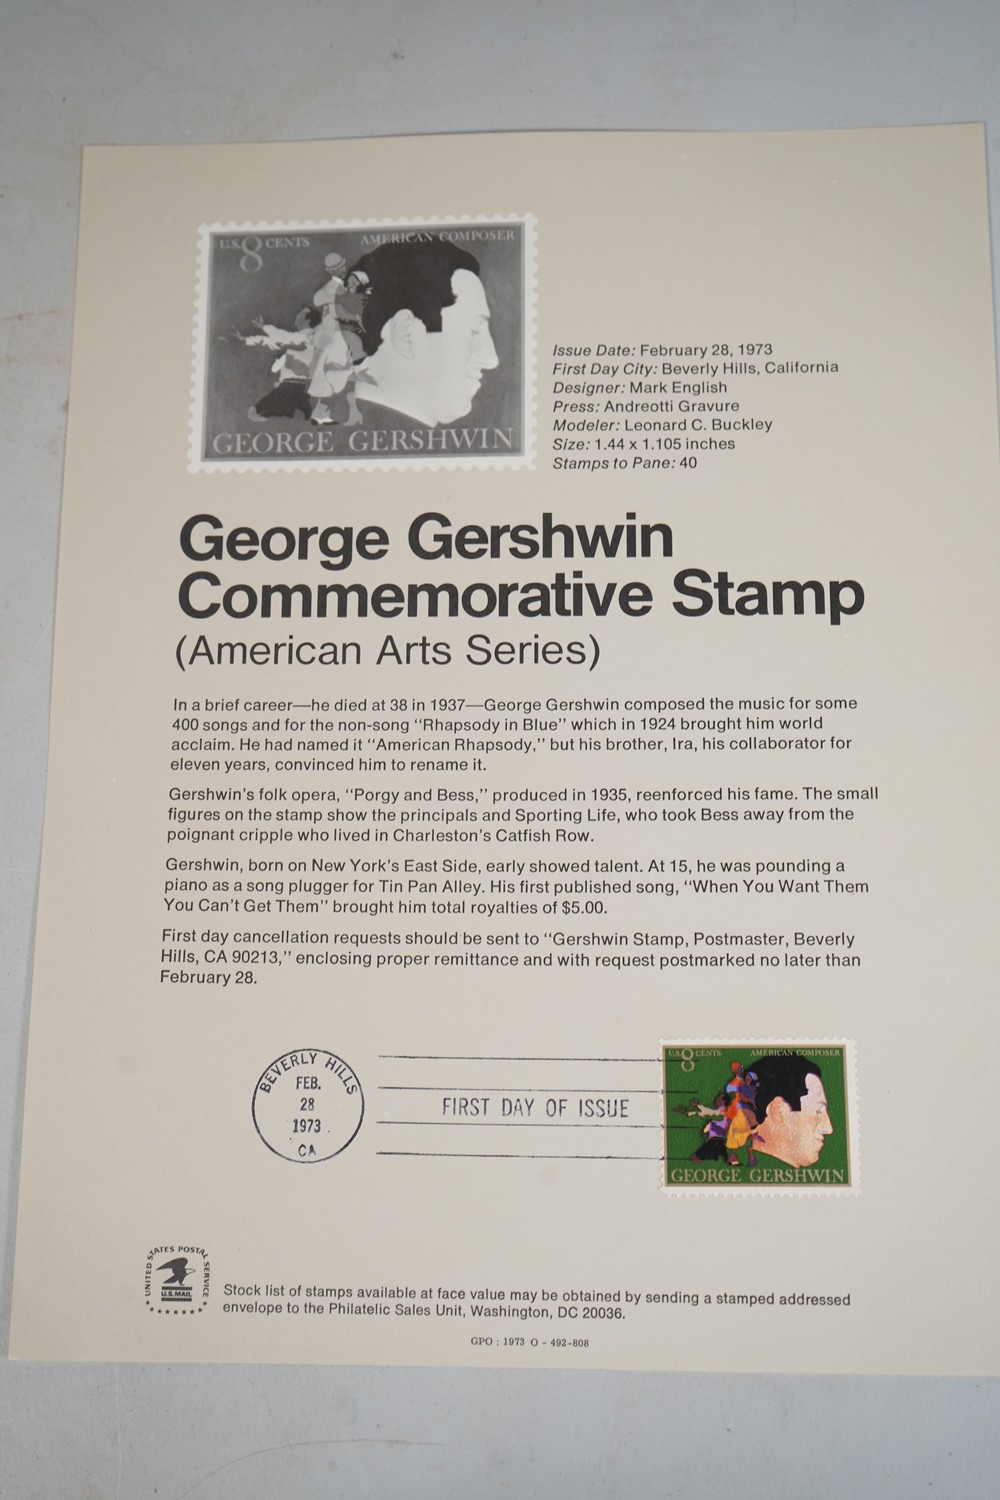 U.S. 8 CENTS AMERICAN COMPOSER
GEORGE GERSHWIN
Issue Date: February 28, 1973
First Day City: Beverly Hills, California
Designer: Mark English
Press: Andreotti Gravure
Modeler: Leonard C. Buckley
Size: 1.44 x 1.105 inches
Stamps to Pane: 40
George Gershwin
Commemorative Stamp
(American Arts Series)
In a brief career—he died at 38 in 1937—George Gershwin composed the music for some
400 songs and for the non-song "Rhapsody in Blue" which in 1924 brought him world
acclaim. He had named it "American Rhapsody," but his brother, Ira, his collaborator for
eleven years, convinced him to rename it.
Gershwin's folk opera, "Porgy and Bess," produced in 1935, reenforced his fame. The small
figures on the stamp show the principals and Sporting Life, who took Bess away from the
poignant cripple who lived in Charleston's Catfish Row.
Gershwin, born on New York's East Side, early showed talent. At 15, he was pounding a
piano as a song plugger for Tin Pan Alley. His first published song, "When You Want Them
You Can't Get Them" brought him total royalties of $5.00.
First day cancellation requests should be sent to "Gershwin Stamp, Postmaster, Beverly
Hills, CA 90213," enclosing proper remittance and with request postmarked no later than
February 28.
BEVERLY HILLS
FEB.
28
1973
CA
FIRST DAY OF ISSUE
U.S. 8 CENTS AMERICAN COMPOSER
GEORGE GERSHWIN
UNITED STATES POSTAL SERVICE
U.S. MAIL
Stock list of stamps available at face value may be obtained by sending a stamped addressed
envelope to the Philatelic Sales Unit, Washington, DC 20036.
GPO : 1973 O - 492-808